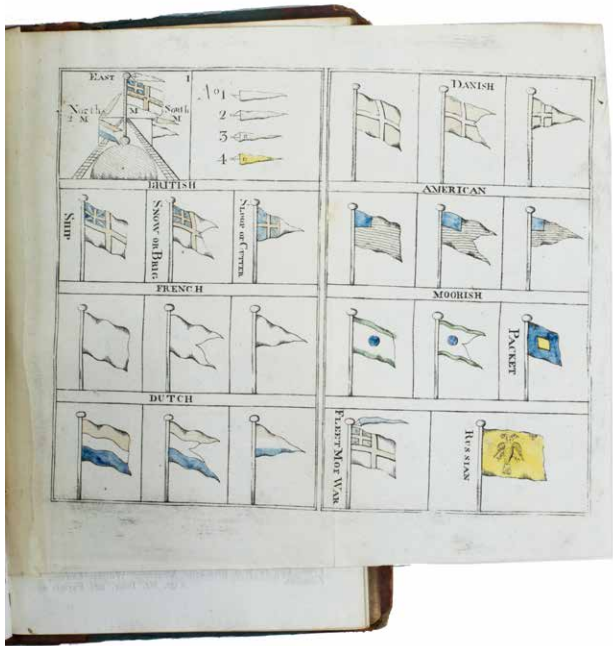 EAST 1
North 2 M
M
South M
No 1
2
3
4
BRITISH
SHIP
SNOW OR BRIG
SLOOP OR CUTTER
FRENCH
DUTCH
DANISH
AMERICAN
MOORISH
PACKET
FLEET M OF WAR
RUSSIAN